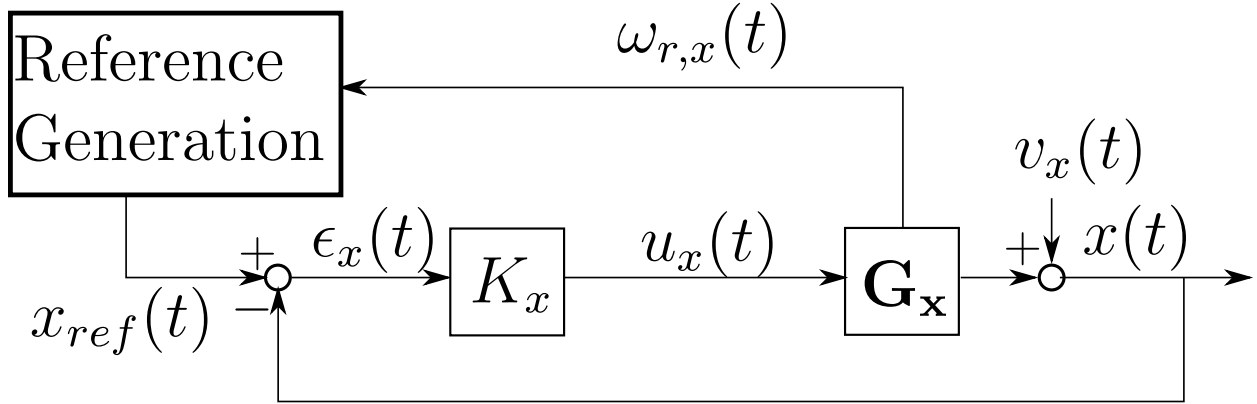 Reference
Generation
ω_{r,x}(t)
v_x(t)
+
ϵ_x(t)
K_x
u_x(t)
G_x
+
x(t)
x_{ref}(t)
−